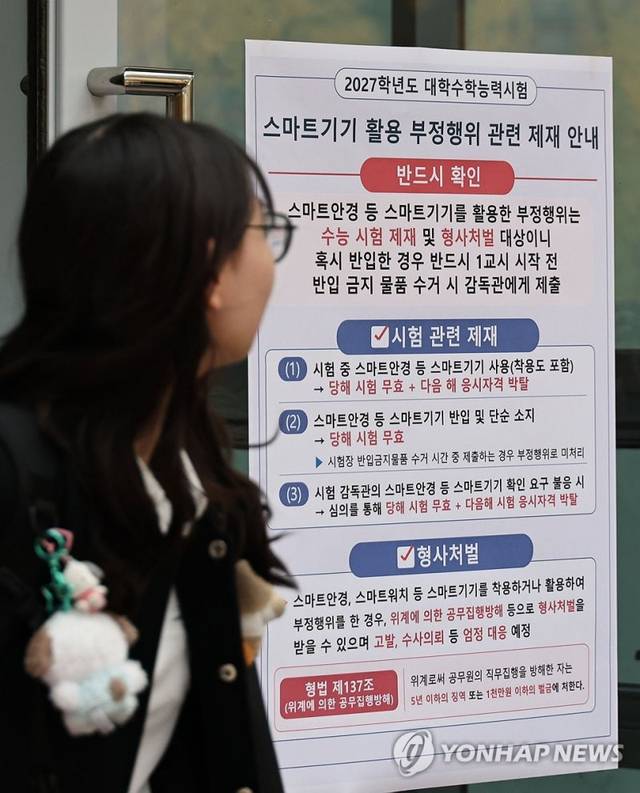 2027학년도 대학수학능력시험
스마트기기 활용 부정행위 관련 제재 안내
반드시 확인
스마트안경 등 스마트기기를 활용한 부정행위는
수능 시험 제재 및 형사처벌 대상이니
혹시 반입한 경우 반드시 1교시 시작 전
반입 금지 물품 수거 시 감독관에게 제출
시험 관련 제재
(1) 시험 중 스마트안경 등 스마트기기 사용(착용도 포함)
→ 당해 시험 무효 + 다음 해 응시자격 박탈
(2) 스마트안경 등 스마트기기 반입 및 단순 소지
→ 당해 시험 무효
▶ 시험장 반입금지물품 수거 시간 중 제출하는 경우 부정행위로 미처리
(3) 시험 감독관의 스마트안경 등 스마트기기 확인 요구 불응 시
→ 심의를 통해 당해 시험 무효 + 다음해 시험 응시자격 박탈
형사처벌
스마트안경, 스마트워치 등 스마트기기를 착용하거나 활용하여
부정행위를 한 경우, 위계에 의한 공무집행방해 등으로 형사처벌을
받을 수 있으며 고발, 수사의뢰 등 엄정 대응 예정
형법 제137조
(위계에 의한 공무집행방해)
위계로써 공무원의 직무집행을 방해한 자는
5년 이하의 징역 또는 1천만원 이하의 벌금에 처한다.
YONHAP NEWS